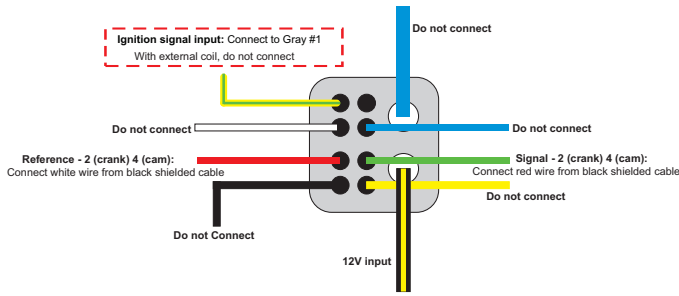 Do not connect
Ignition signal input: Connect to Gray #1
With external coil, do not connect
Do not connect
Do not connect
Reference - 2 (crank) 4 (cam):
Connect white wire from black shielded cable
Signal - 2 (crank) 4 (cam):
Connect red wire from black shielded cable
Do not connect
Do not Connect
12V input